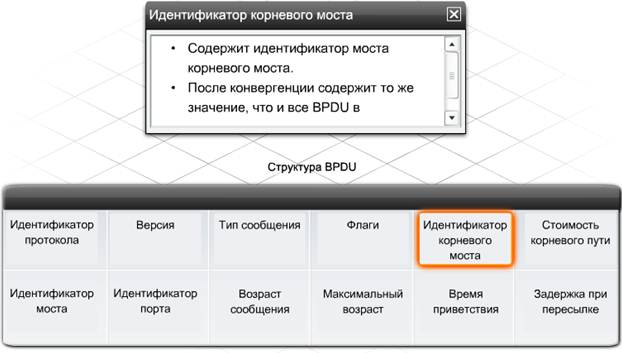 Идентификатор корневого моста
• Содержит идентификатор моста
корневого моста.
• После конвергенции содержит то же
значение, что и все BPDU в
Структура BPDU
Идентификатор
протокола
Версия
Тип сообщения
Флаги
Идентификатор
корневого
моста
Стоимость
корневого пути
Идентификатор
моста
Идентификатор
порта
Возраст
сообщения
Максимальный
возраст
Время
приветствия
Задержка при
пересылке